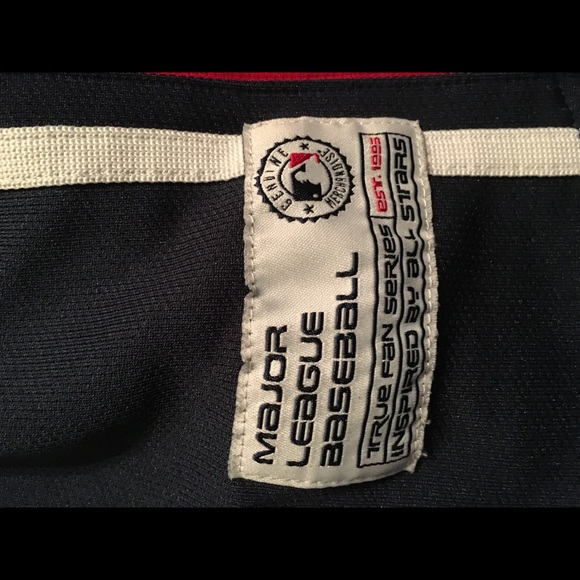 GENUINE
MERCHANDISE
MAJOR
LEAGUE
BASEBALL
TRUE FAN SERIES EST. 1995
INSPIRED BY ALL STARS